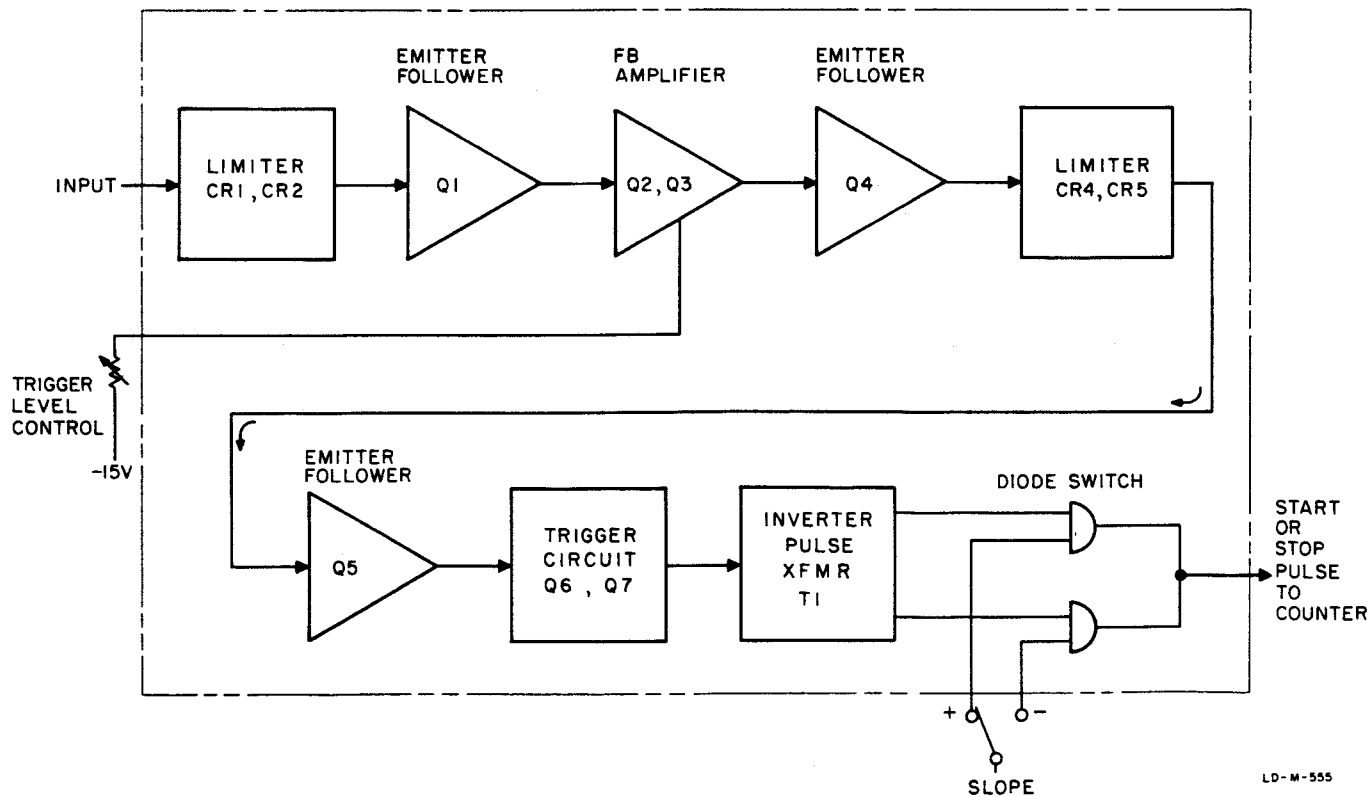 EMITTER
FOLLOWER
FB
AMPLIFIER
EMITTER
FOLLOWER
INPUT
LIMITER
CR1, CR2
Q1
Q2, Q3
Q4
LIMITER
CR4, CR5
TRIGGER
LEVEL
CONTROL
-15V
EMITTER
FOLLOWER
Q5
TRIGGER
CIRCUIT
Q6, Q7
INVERTER
PULSE
XFMR
T1
DIODE SWITCH
START
OR
STOP
PULSE
TO
COUNTER
+
-
SLOPE
LD-M-555